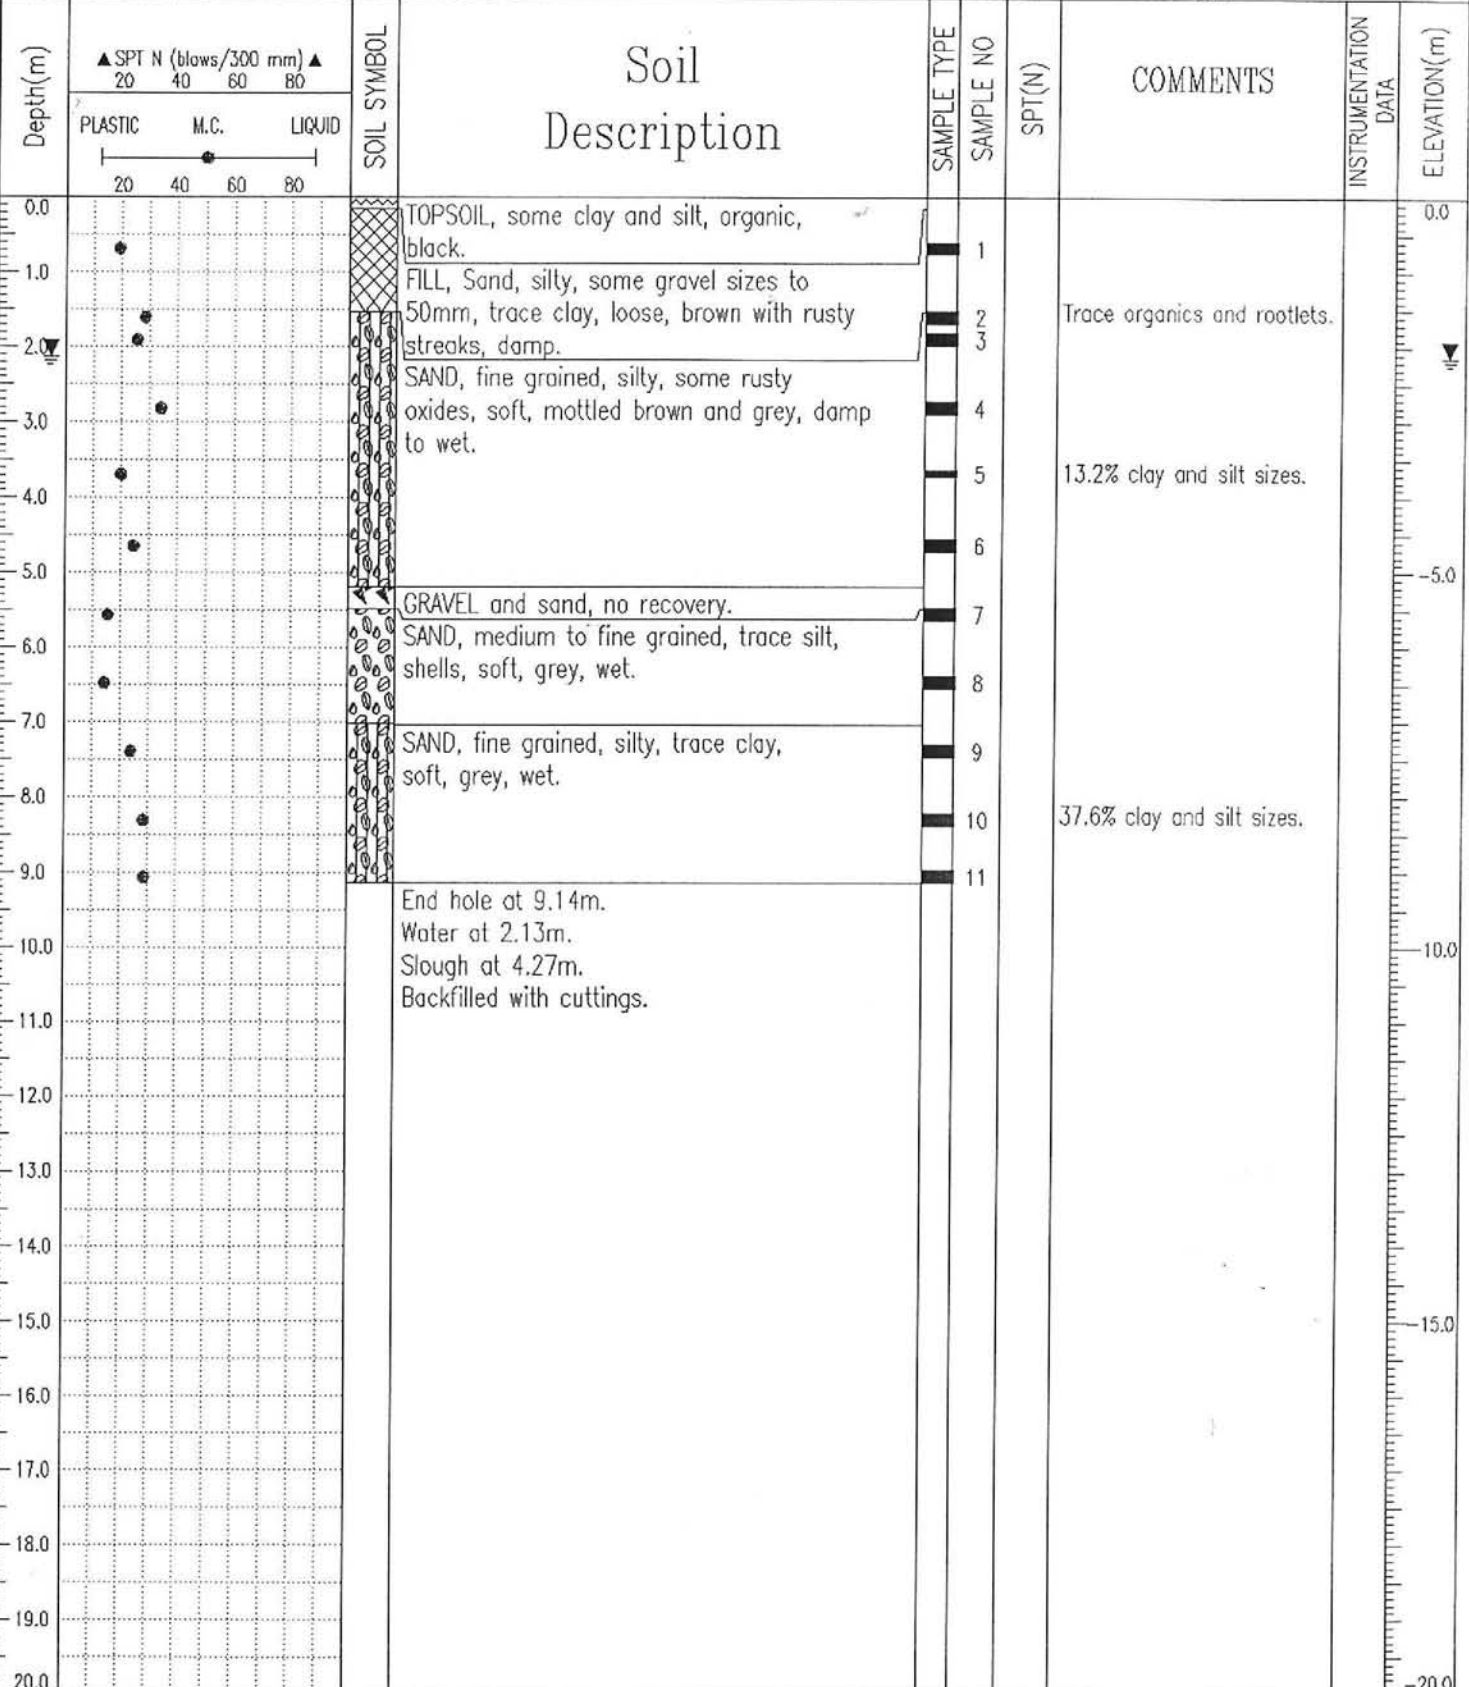 Depth(m)
▲ SPT N (blows/300 mm) ▲
20 40 60 80
PLASTIC M.C. LIQUID
20 40 60 80
SOIL SYMBOL
Soil
Description
SAMPLE TYPE
SAMPLE NO
SPT(N)
COMMENTS
INSTRUMENTATION
DATA
ELEVATION(m)
0.0
TOPSOIL, some clay and silt, organic,
0.0
black.
1
1.0
FILL, Sand, silty, some gravel sizes to
50mm, trace clay, loose, brown with rusty
2
Trace organics and rootlets.
2.0
streaks, damp.
3
SAND, fine grained, silty, some rusty
oxides, soft, mottled brown and grey, damp
4
3.0
to wet.
5
13.2% clay and silt sizes.
4.0
6
5.0
-5.0
GRAVEL and sand, no recovery.
7
6.0
SAND, medium to fine grained, trace silt,
shells, soft, grey, wet.
8
7.0
SAND, fine grained, silty, trace clay,
9
soft, grey, wet.
8.0
10
37.6% clay and silt sizes.
9.0
11
End hole at 9.14m.
Water at 2.13m.
10.0
-10.0
Slough at 4.27m.
Backfilled with cuttings.
11.0
12.0
13.0
14.0
15.0
-15.0
16.0
17.0
18.0
19.0
20.0
-20.0